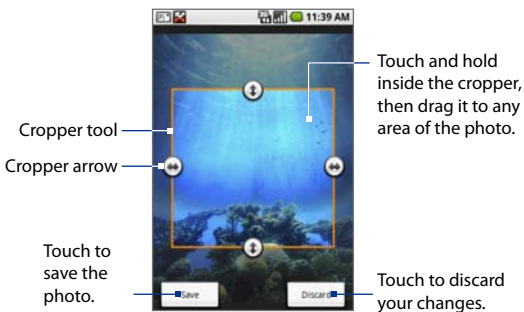 11:39 AM
Touch and hold
inside the cropper,
then drag it to any
area of the photo.
Cropper tool
Cropper arrow
Touch to
save the
photo.
Save
Discard
Touch to discard
your changes.